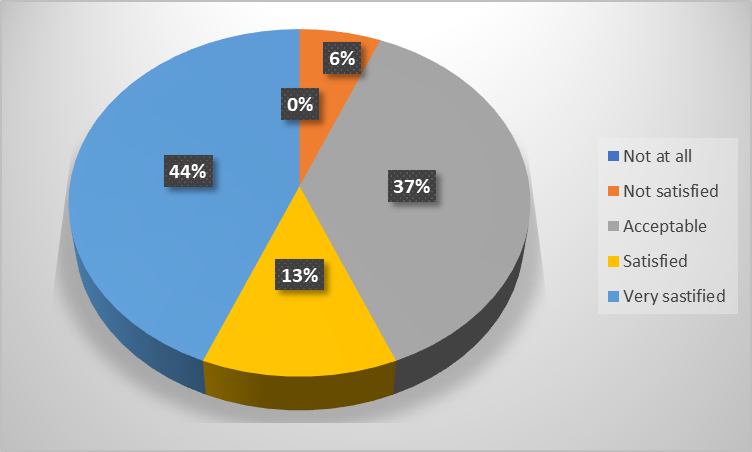 6%
0%
44%
37%
13%
Not at all
Not satisfied
Acceptable
Satisfied
Very sastified